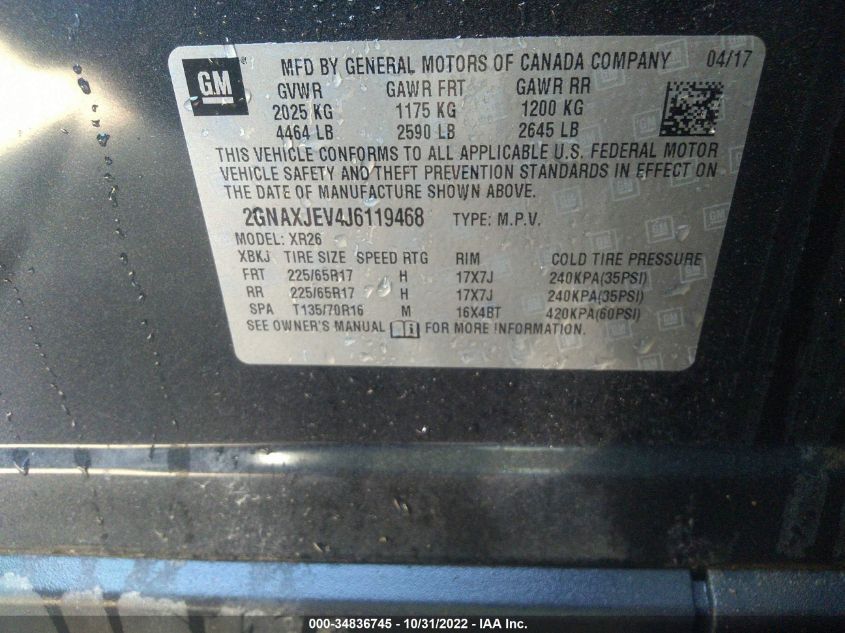 GM MFD BY GENERAL MOTORS OF CANADA COMPANY 04/17
GVWR GAWR FRT GAWR RR
2025 KG 1175 KG 1200 KG
4464 LB 2590 LB 2645 LB
THIS VEHICLE CONFORMS TO ALL APPLICABLE U.S. FEDERAL MOTOR
VEHICLE SAFETY AND THEFT PREVENTION STANDARDS IN EFFECT ON
THE DATE OF MANUFACTURE SHOWN ABOVE.
2GNAXJEV4J6119468 TYPE: M.P.V.
MODEL: XR26
XBKJ TIRE SIZE SPEED RTG RIM COLD TIRE PRESSURE
FRT 225/65R17 H 17X7J 240KPA(35PSI)
RR 225/65R17 H 17X7J 240KPA(35PSI)
SPA T135/70R16 M 16X4BT 420KPA(60PSI)
SEE OWNER'S MANUAL FOR MORE INFORMATION.
000-34836745 - 10/31/2022 - IAA Inc.